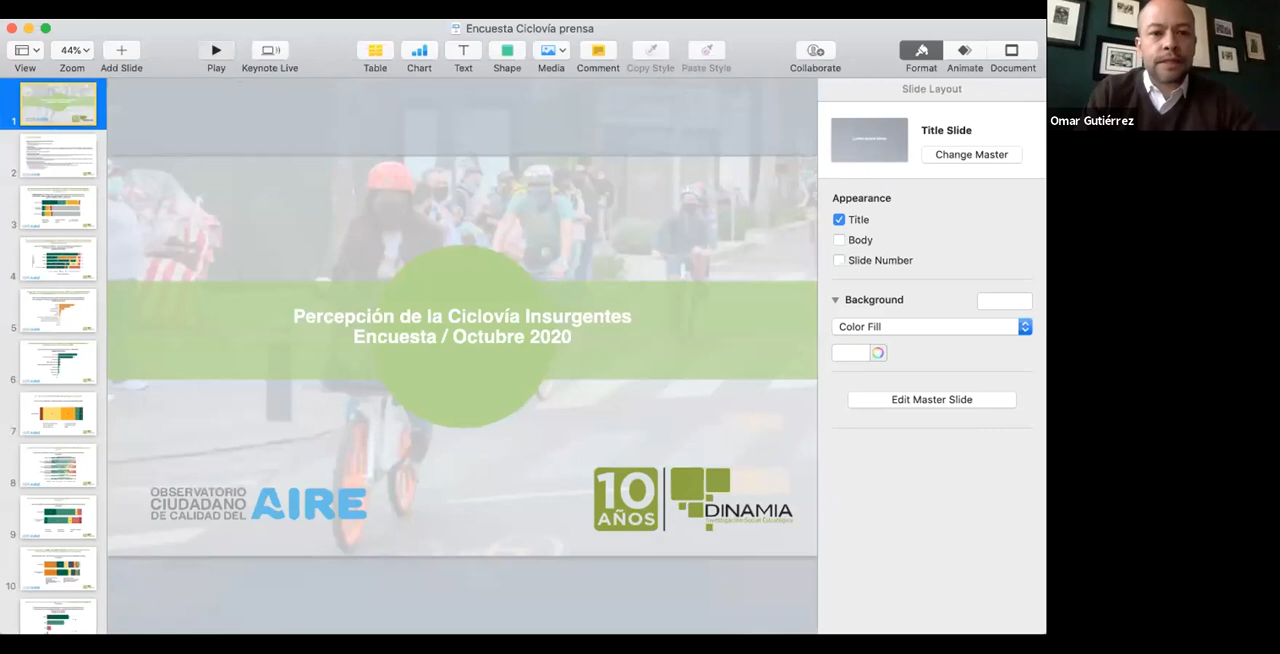 Encuesta Ciclovía prensa
44%
View
Zoom
Add Slide
Play
Keynote Live
Table
Chart
Text
Shape
Media
Comment
Copy Style
Paste Style
Collaborate
Format
Animate
Document
Omar Gutiérrez
1
2
3
4
5
6
7
8
9
10
Percepción de la Ciclovía Insurgentes
Encuesta / Octubre 2020
OBSERVATORIO
CIUDADANO
DE CALIDAD DEL
AIRE
10
AÑOS
DINAMIA
Investigación Social Estratégica
Slide Layout
Title Slide
Change Master
Appearance
Title
Body
Slide Number
Background
Color Fill
Edit Master Slide